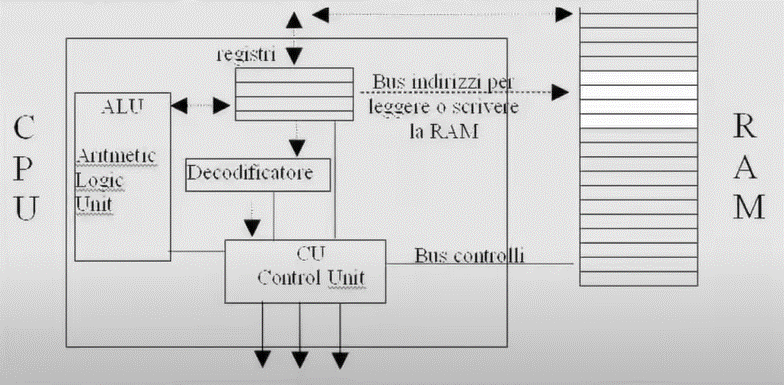 registri
Bus indirizzi per
leggere o scrivere
la RAM
ALU
Aritmetic
Logic
Unit
Decodificatore
CU
Control Unit
Bus controlli
C
P
U
R
A
M